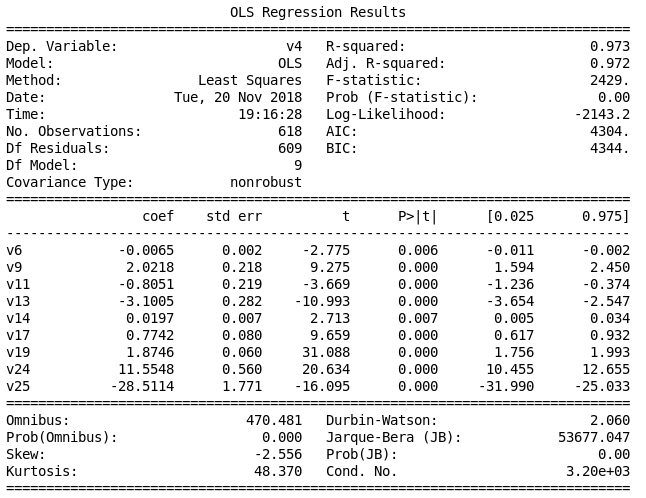 OLS Regression Results
==============================================================================
Dep. Variable:                     v4   R-squared:                       0.973
Model:                            OLS   Adj. R-squared:                  0.972
Method:                 Least Squares   F-statistic:                     2429.
Date:                Tue, 20 Nov 2018   Prob (F-statistic):               0.00
Time:                        19:16:28   Log-Likelihood:                -2143.2
No. Observations:                 618   AIC:                             4304.
Df Residuals:                     609   BIC:                             4344.
Df Model:                           9
Covariance Type:            nonrobust
==============================================================================
                 coef    std err          t      P>|t|      [0.025      0.975]
------------------------------------------------------------------------------
v6            -0.0065      0.002     -2.775      0.006      -0.011      -0.002
v9             2.0218      0.218      9.275      0.000       1.594       2.450
v11           -0.8051      0.219     -3.669      0.000      -1.236      -0.374
v13           -3.1005      0.282    -10.993      0.000      -3.654      -2.547
v14            0.0197      0.007      2.713      0.007       0.005       0.034
v17            0.7742      0.080      9.659      0.000       0.617       0.932
v19            1.8746      0.060     31.088      0.000       1.756       1.993
v24           11.5548      0.560     20.634      0.000      10.455      12.655
v25          -28.5114      1.771    -16.095      0.000     -31.990     -25.033
==============================================================================
Omnibus:                      470.481   Durbin-Watson:                   2.060
Prob(Omnibus):                  0.000   Jarque-Bera (JB):            53677.047
Skew:                          -2.556   Prob(JB):                         0.00
Kurtosis:                      48.370   Cond. No.                     3.20e+03
==============================================================================